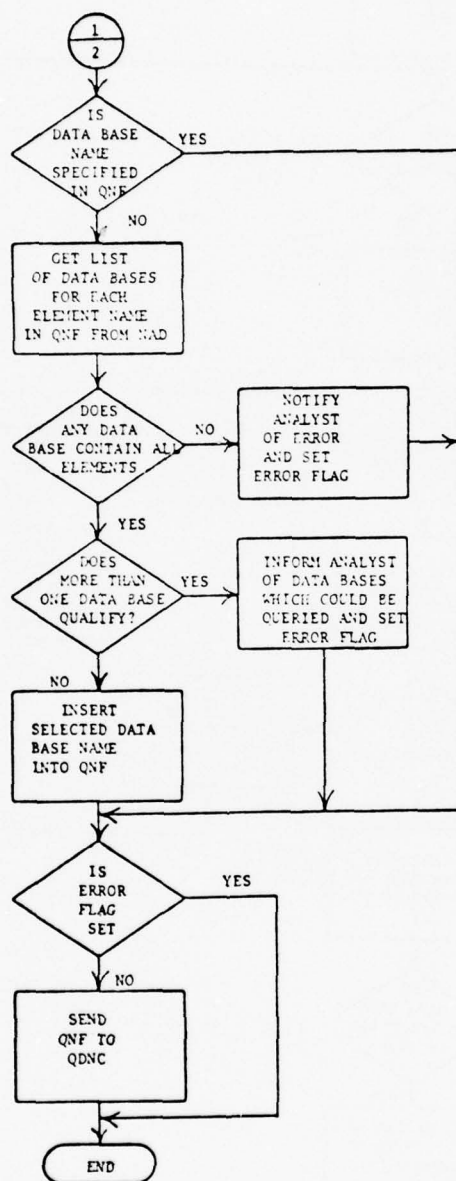 1
2
IS
DATA BASE
NAME
SPECIFIED
IN QNF
YES
NO
GET LIST
OF DATA BASES
FOR EACH
ELEMENT NAME
IN QNF FROM NAD
DOES
ANY DATA
BASE CONTAIN ALL
ELEMENTS
NO
NOTIFY
ANALYST
OF ERROR
AND SET
ERROR FLAG
YES
DOES
MORE THAN
ONE DATA BASE
QUALIFY?
YES
INFORM ANALYST
OF DATA BASES
WHICH COULD BE
QUERIED AND SET
ERROR FLAG
NO
INSERT
SELECTED DATA
BASE NAME
INTO QNF
IS
ERROR
FLAG
SET
YES
NO
SEND
QNF TO
QDNC
END